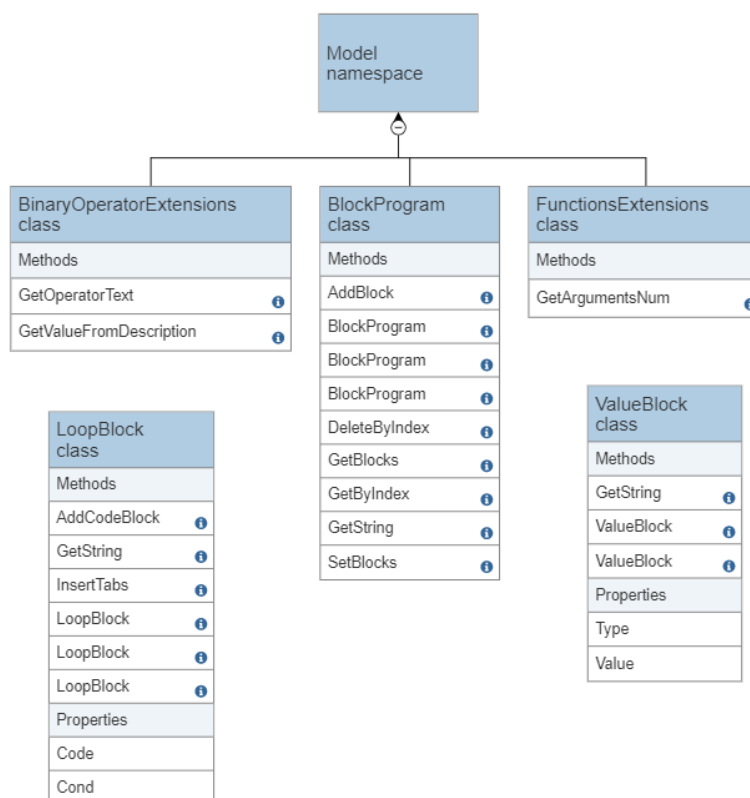 Model
namespace
BinaryOperatorExtensions
class
Methods
GetOperatorText
GetValueFromDescription
BlockProgram
class
Methods
AddBlock
BlockProgram
BlockProgram
BlockProgram
DeleteByIndex
GetBlocks
GetByIndex
GetString
SetBlocks
FunctionsExtensions
class
Methods
GetArgumentsNum
LoopBlock
class
Methods
AddCodeBlock
GetString
InsertTabs
LoopBlock
LoopBlock
LoopBlock
Properties
Code
Cond
ValueBlock
class
Methods
GetString
ValueBlock
ValueBlock
Properties
Type
Value